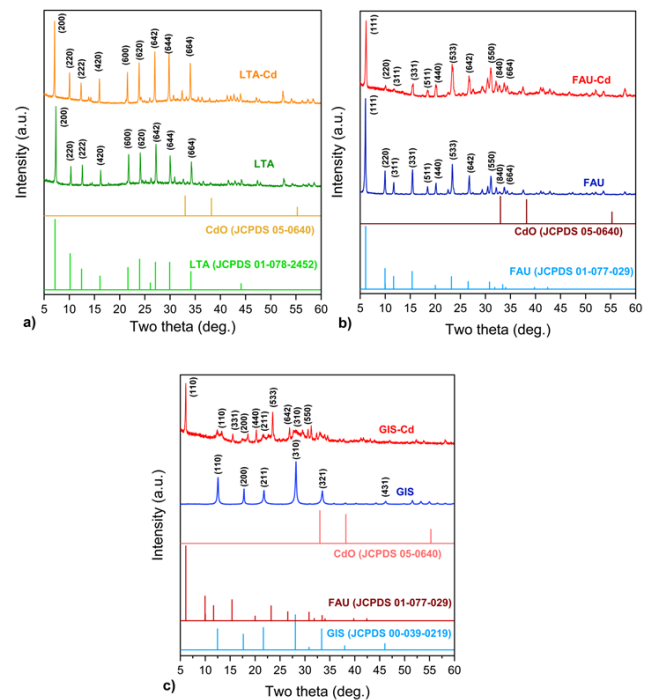 (200)
(220)
(222)
(420)
(600)
(620)
(642)
(644)
(664)
LTA-Cd
(200)
(220)
(222)
(420)
(600)
(620)
(642)
(644)
(664)
LTA
CdO (JCPDS 05-0640)
LTA (JCPDS 01-078-2452)
Intensity (a.u.)
5 10 15 20 25 30 35 40 45 50 55 60
Two theta (deg.)
a)
(111)
(220)
(311)
(331)
(511)
(440)
(533)
(642)
(550)
(840)
(664)
FAU-Cd
(111)
(220)
(311)
(331)
(511)
(440)
(533)
(642)
(550)
(840)
(664)
FAU
CdO (JCPDS 05-0640)
FAU (JCPDS 01-077-029)
Intensity (a.u.)
5 10 15 20 25 30 35 40 45 50 55 60
Two theta (deg.)
b)
(110)
(110)
(331)
(200)
(440)
(211)
(533)
(642)
(310)
(550)
GIS-Cd
(110)
(200)
(211)
(310)
(321)
(431)
GIS
CdO (JCPDS 05-0640)
FAU (JCPDS 01-077-029)
GIS (JCPDS 00-039-0219)
Intensity (a.u.)
5 10 15 20 25 30 35 40 45 50 55 60
Two theta (deg.)
c)